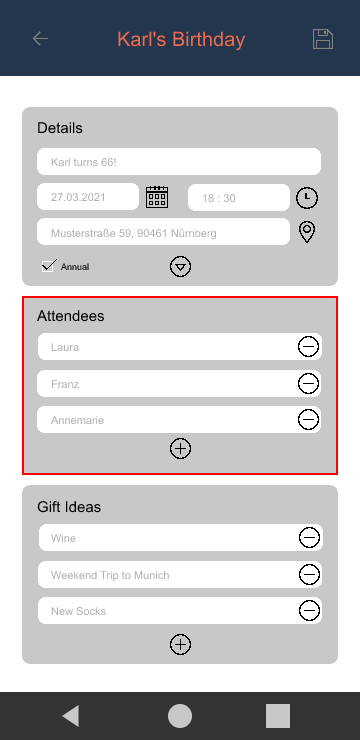 Karl's Birthday
Details
Karl turns 66!
27.03.2021
18 : 30
Musterstraße 59, 90461 Nürnberg
Annual
Attendees
Laura
Franz
Annemarie
Gift Ideas
Wine
Weekend Trip to Munich
New Socks